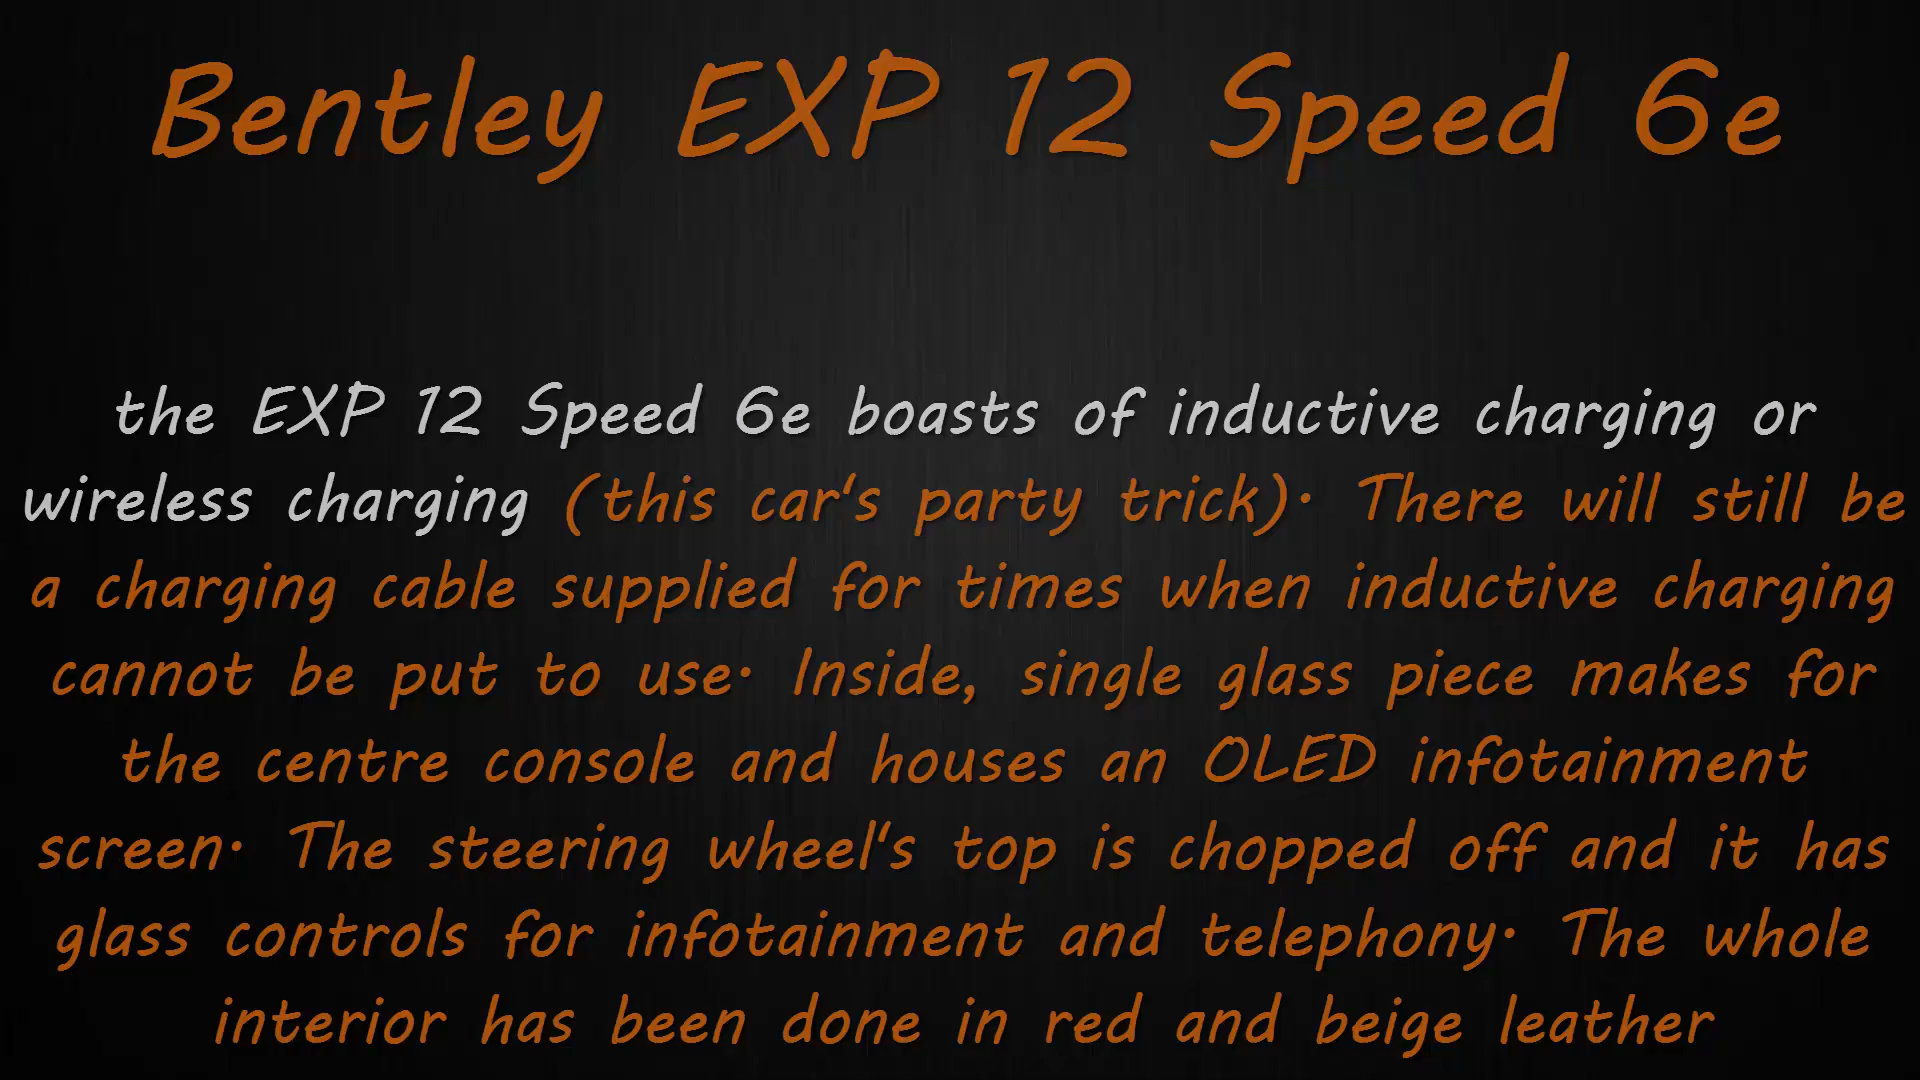 Bentley EXP 12 Speed 6e
the EXP 12 Speed 6e boasts of inductive charging or
wireless charging (this car's party trick). There will still be
a charging cable supplied for times when inductive charging
cannot be put to use. Inside, single glass piece makes for
the centre console and houses an OLED infotainment
screen. The steering wheel's top is chopped off and it has
glass controls for infotainment and telephony. The whole
interior has been done in red and beige leather